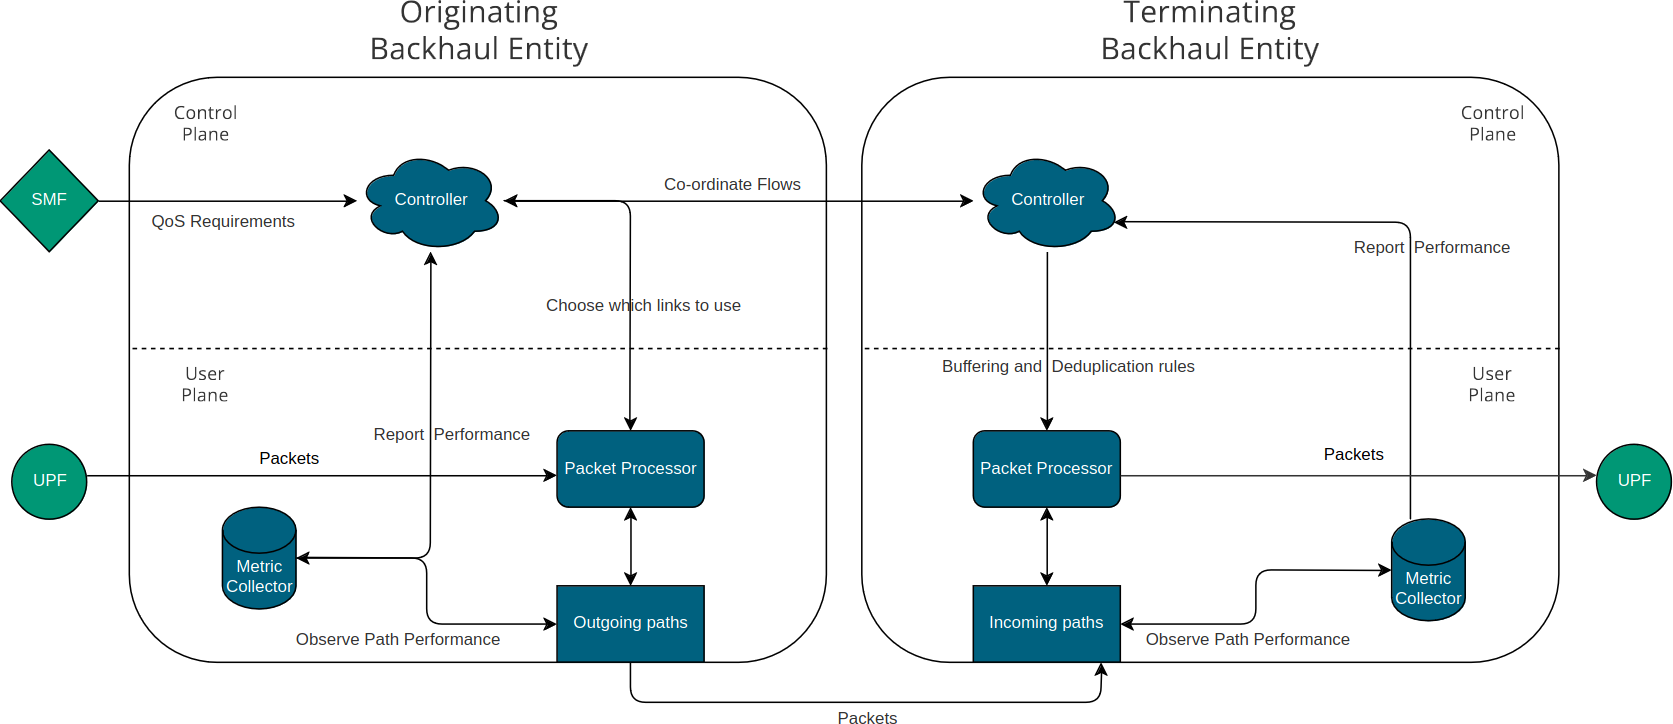 Originating
Backhaul Entity
Terminating
Backhaul Entity
Control
Plane
Control
Plane
SMF
QoS Requirements
Controller
Co-ordinate Flows
Controller
Report Performance
Choose which links to use
User
Plane
Buffering and Deduplication rules
User
Plane
Report Performance
Packets
UPF
Packet Processor
Packet Processor
Packets
UPF
Metric
Collector
Metric
Collector
Outgoing paths
Incoming paths
Observe Path Performance
Observe Path Performance
Packets